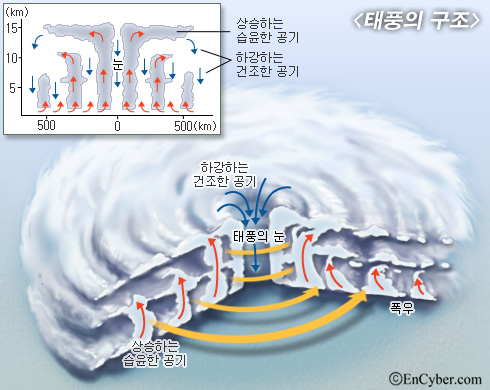 <태풍의 구조>
(km)
15
10
5
500
0
500(km)
눈
상승하는
습윤한 공기
하강하는
건조한 공기
하강하는
건조한 공기
태풍의 눈
폭우
상승하는
습윤한 공기
©EnCyber.com